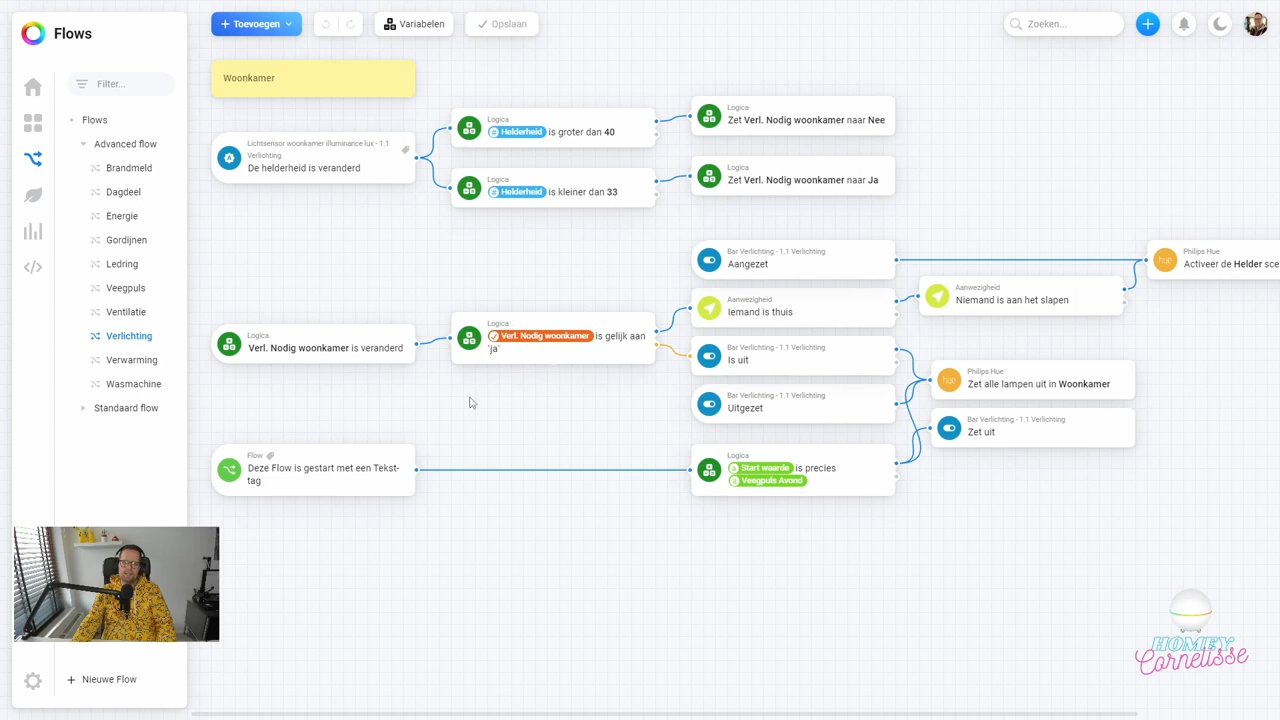 Flows
Toevoegen
Variabelen
Opslaan
Zoeken...
Filter...
Flows
Advanced flow
Brandmeld
Dagdeel
Energie
Gordijnen
Ledring
Veegpuls
Ventilatie
Verlichting
Verwarming
Wasmachine
Standaard flow
Nieuwe Flow
Woonkamer
Lichtsensor woonkamer illuminance lux - 1.1
Verlichting
De helderheid is veranderd
Logica
# Helderheid is groter dan 40
Logica
Zet Verl. Nodig woonkamer naar Nee
Logica
# Helderheid is kleiner dan 33
Logica
Zet Verl. Nodig woonkamer naar Ja
Bar Verlichting - 1.1 Verlichting
Aangezet
hue
Philips Hue
Activeer de Helder sce
Aanwezigheid
Iemand is thuis
Aanwezigheid
Niemand is aan het slapen
Logica
Verl. Nodig woonkamer is veranderd
Logica
Verl. Nodig woonkamer is gelijk aan
'ja'
Bar Verlichting - 1.1 Verlichting
Is uit
hue
Philips Hue
Zet alle lampen uit in Woonkamer
Bar Verlichting - 1.1 Verlichting
Uitgezet
Bar Verlichting - 1.1 Verlichting
Zet uit
Flow
Deze Flow is gestart met een Tekst-
tag
Logica
Start waarde is precies
Veegpuls Avond
HOMEY
Cornelisse